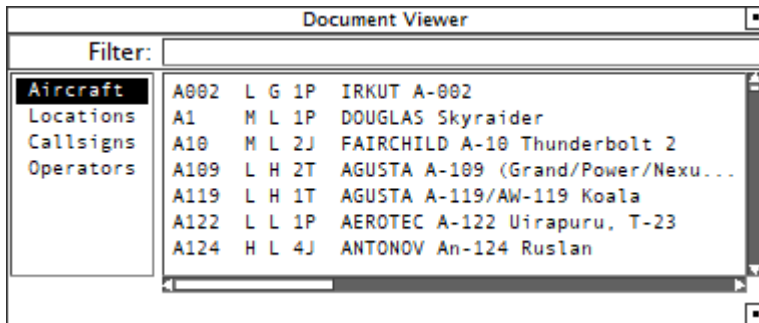 Document Viewer
Filter:
Aircraft
Locations
Callsigns
Operators
A002 L G 1P IRKUT A-002
A1 M L 1P DOUGLAS Skyraider
A10 M L 2J FAIRCHILD A-10 Thunderbolt 2
A109 L H 2T AGUSTA A-109 (Grand/Power/Nexu...
A119 L H 1T AGUSTA A-119/AW-119 Koala
A122 L L 1P AEROTEC A-122 Uirapuru, T-23
A124 H L 4J ANTONOV An-124 Ruslan